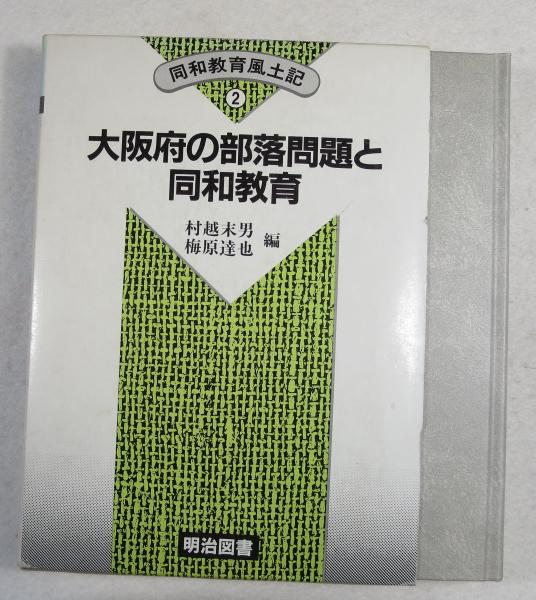 同和教育風土記
2
大阪府の部落問題と
同和教育
村越末男
梅原達也 編
明治図書